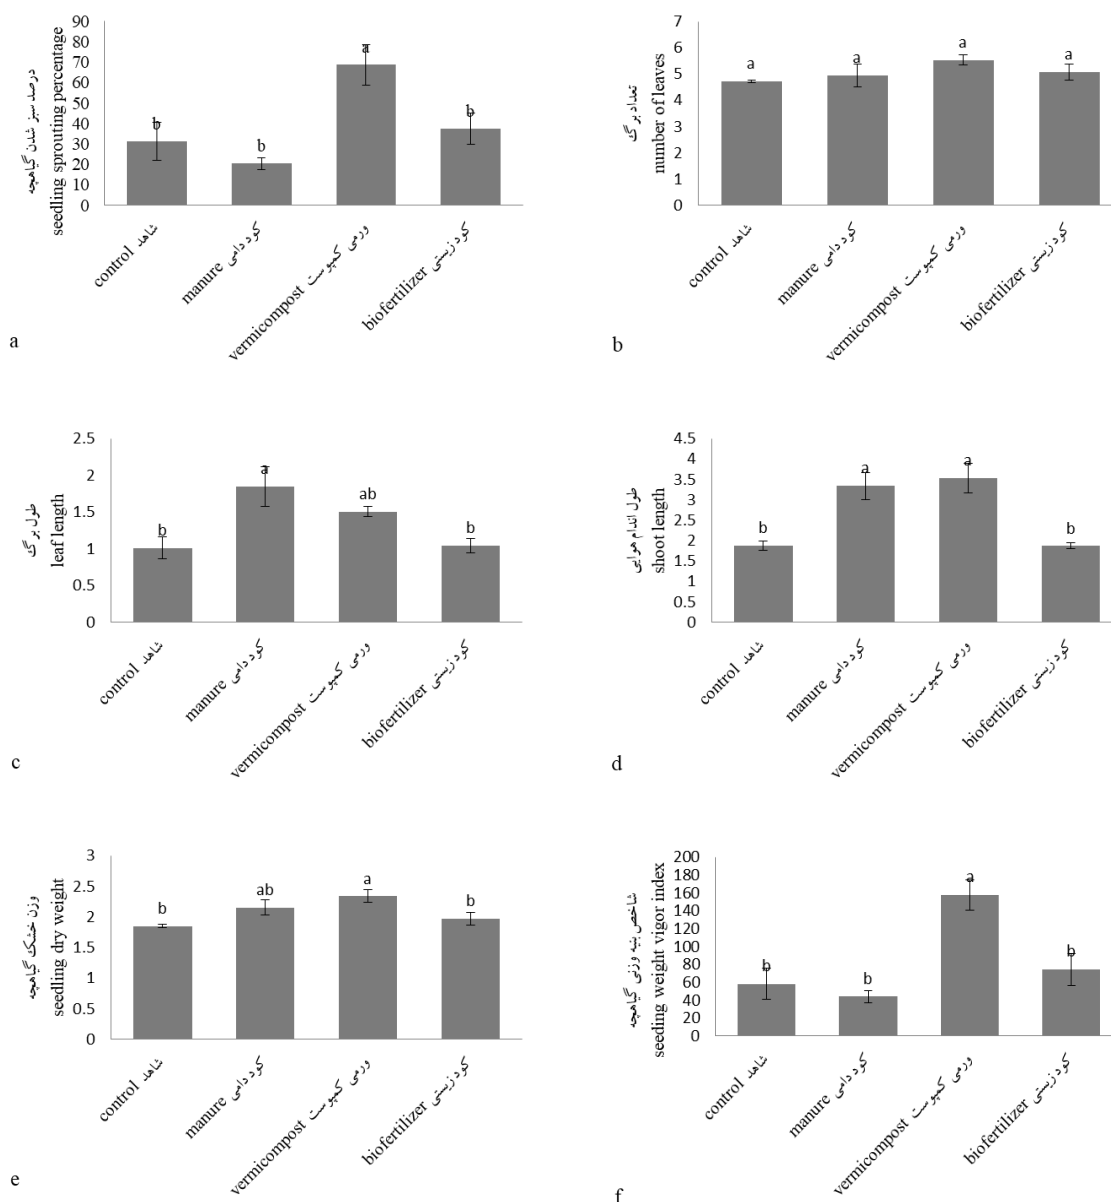 درصد سبز شدن گیاهچه
seedling sprouting percentage
90
80
70
60
50
40
30
20
10
0
b
b
a
b
شاهد control
کود دامی manure
ورمی کمپوست vermicompost
کود زیستی biofertilizer
a
تعداد برگ
number of leaves
7
6
5
4
3
2
1
0
a
a
a
a
شاهد control
کود دامی manure
ورمی کمپوست vermicompost
کود زیستی biofertilizer
b
طول برگ
leaf length
2.5
2
1.5
1
0.5
0
b
a
ab
b
شاهد control
کود دامی manure
ورمی کمپوست vermicompost
کود زیستی biofertilizer
c
طول اندام هوایی
shoot length
4.5
4
3.5
3
2.5
2
1.5
1
0.5
0
b
a
a
b
شاهد control
کود دامی manure
ورمی کمپوست vermicompost
کود زیستی biofertilizer
d
وزن خشک گیاهچه
seedling dry weight
3
2.5
2
1.5
1
0.5
0
b
ab
a
b
شاهد control
کود دامی manure
ورمی کمپوست vermicompost
کود زیستی biofertilizer
e
شاخص بنیه وزنی گیاهچه
seeding weight vigor index
200
180
160
140
120
100
80
60
40
20
0
b
b
a
b
شاهد control
کود دامی manure
ورمی کمپوست vermicompost
کود زیستی biofertilizer
f